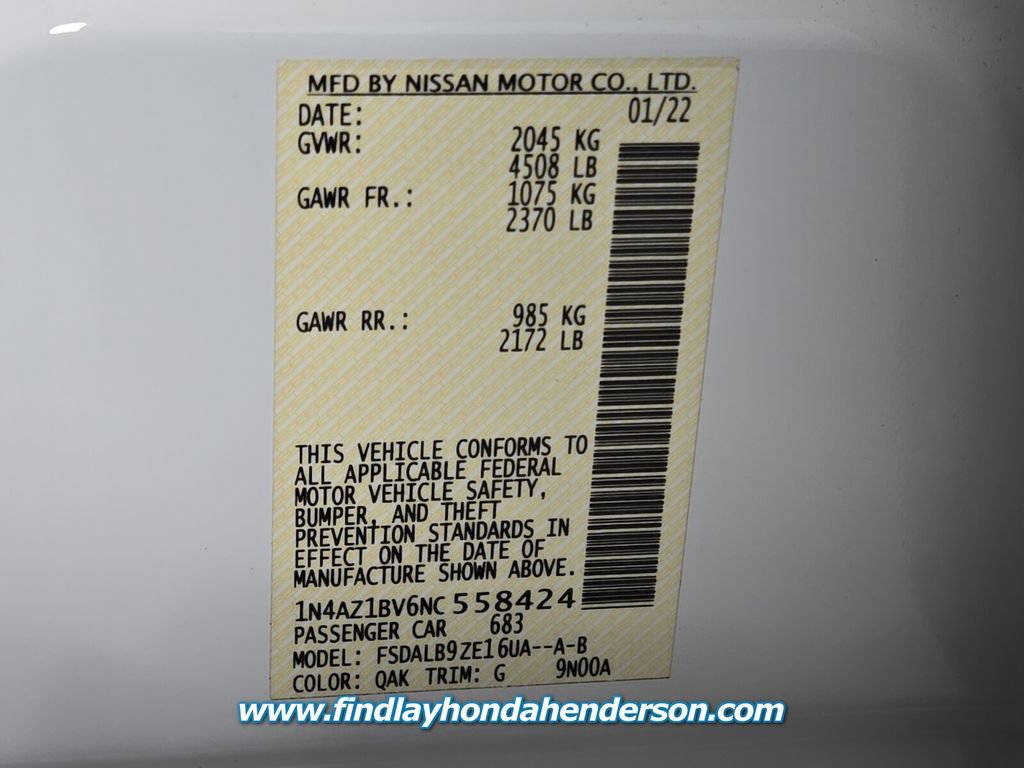 MFD BY NISSAN MOTOR CO., LTD.
DATE: 01/22
GVWR: 2045 KG
4508 LB
GAWR FR.: 1075 KG
2370 LB
GAWR RR.: 985 KG
2172 LB
THIS VEHICLE CONFORMS TO
ALL APPLICABLE FEDERAL
MOTOR VEHICLE SAFETY,
BUMPER, AND THEFT
PREVENTION STANDARDS IN
EFFECT ON THE DATE OF
MANUFACTURE SHOWN ABOVE.
1N4AZ1BV6NC 558424
PASSENGER CAR 683
MODEL: FSDALB9ZE16UA--A-B
COLOR: QAK TRIM: G 9N00A
www.findlayhondahenderson.com